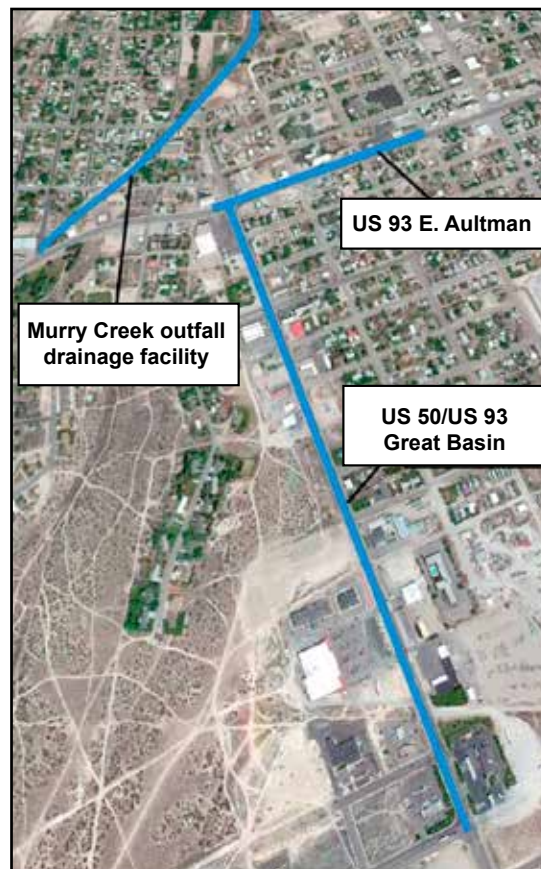 US 93 E. Aultman
Murry Creek outfall
drainage facility
US 50/US 93
Great Basin